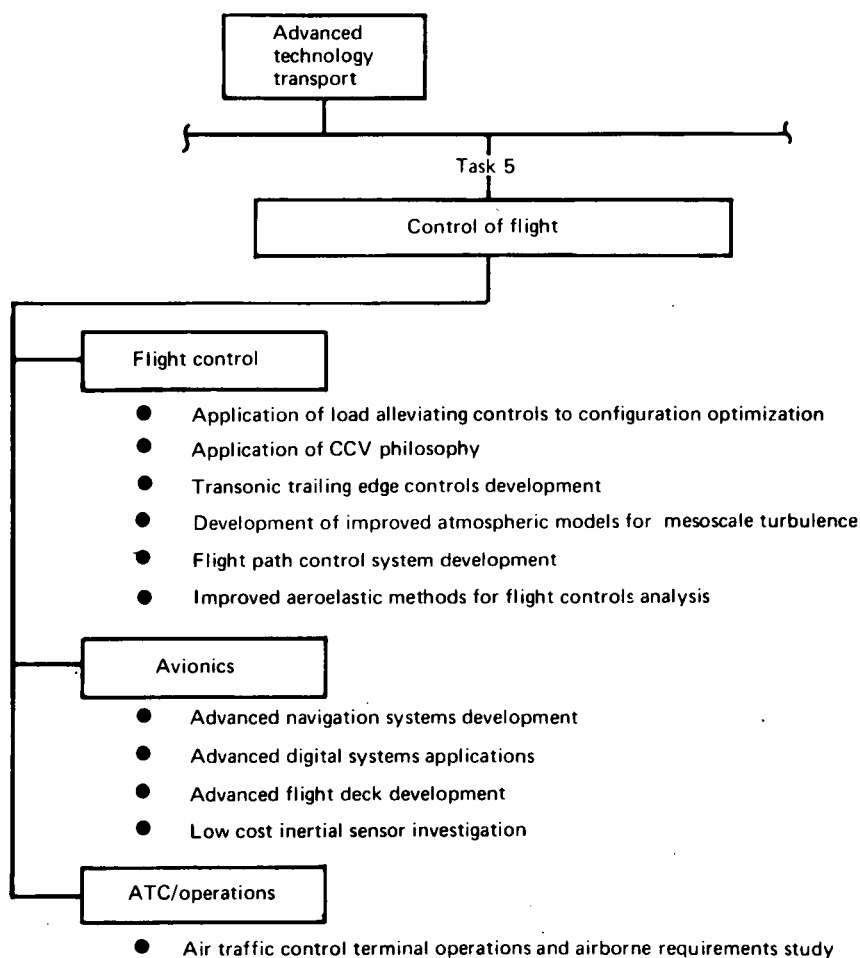 Advanced
technology
transport
Task 5
Control of flight
Flight control
● Application of load alleviating controls to configuration optimization
● Application of CCV philosophy
● Transonic trailing edge controls development
● Development of improved atmospheric models for mesoscale turbulence
● Flight path control system development
● Improved aeroelastic methods for flight controls analysis
Avionics
● Advanced navigation systems development
● Advanced digital systems applications
● Advanced flight deck development
● Low cost inertial sensor investigation
ATC/operations
● Air traffic control terminal operations and airborne requirements study